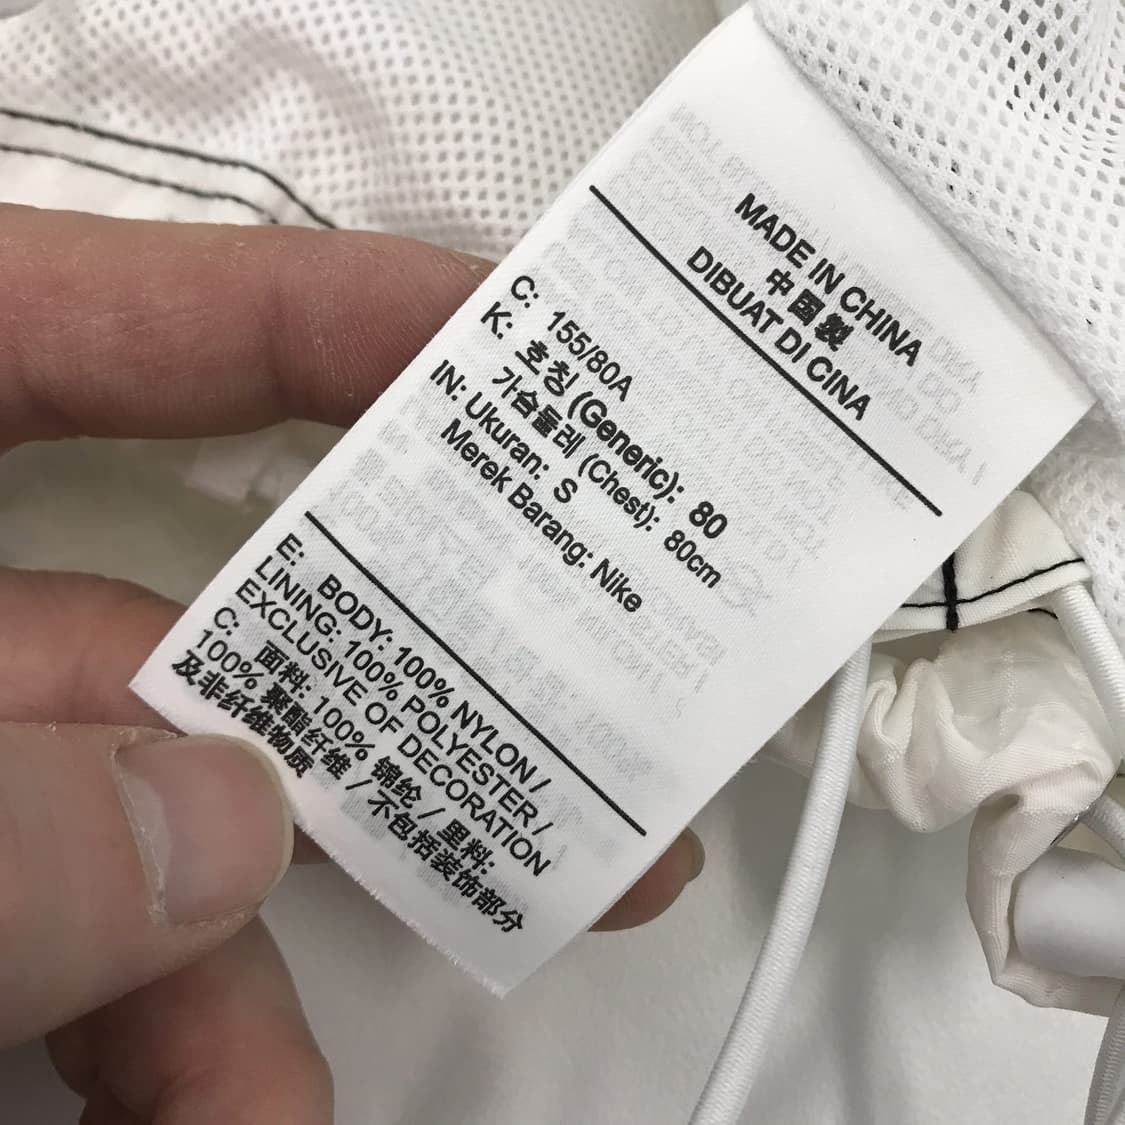 MADE IN CHINA
中國製
DIBUAT DI CINA
C: 155/80A
K: 호칭 (Generic): 80
가슴둘레 (Chest): 80cm
IN: Ukuran: S
Merek Barang: Nike
E: BODY: 100% NYLON /
LINING: 100% POLYESTER /
EXCLUSIVE OF DECORATION
C: 面料: 100% 锦纶 / 里料:
100% 聚酯纤维 / 不包括装饰部分
及非纤维物质